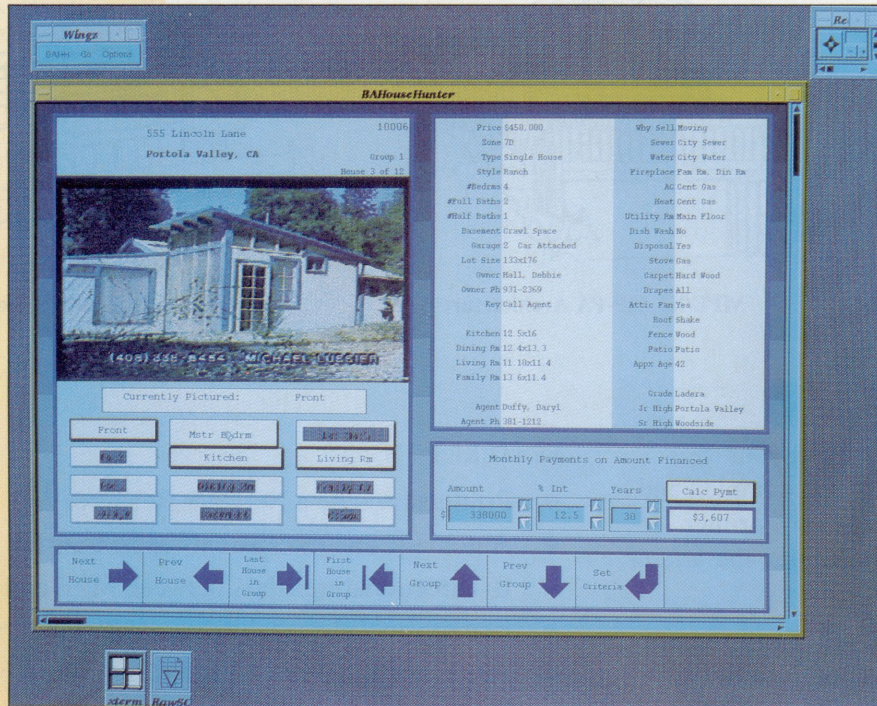 Wingz
Go Options
Re
BAHouseHunter
555 Lincoln Lane 10006
Portola Valley, CA Group 1
House 3 of 12
(408) 338-8454 MICHAEL LUSSIER
Currently Pictured: Front
Front Mstr Bdrm
Kitchen Living Rm
Price $450,000
Zone 7D
Type Single House
Style Ranch
#Bedrms 4
#Full Baths 2
#Half Baths 1
Basement Crawl Space
Garage 2 Car Attached
Lot Size 132x176
Owner Hall, Debbie
Owner Ph 931-2369
Key Call Agent
Kitchen 12.5x16
Dining Rm 12.4x13.3
Living Rm 11.10x11.4
Family Rm 13.6x11.4
Agent Duffy, Daryl
Agent Ph 381-1212
Why Sell Moving
Sewer City Sewer
Water City Water
Fireplace Fam Rm, Din Rm
AC Cent Gas
Heat Cent Gas
Utility Rm Main Floor
Dish Wash No
Disposal Yes
Stove Gas
Carpet Hard Wood
Drapes All
Attic Fan Yes
Roof Shake
Fence Wood
Patio Patio
Appx Age 42
Grade Ladera
Jr High Portola Valley
Sr High Woodside
Monthly Payments on Amount Financed
Amount % Int Years Calc Pymt
$ 338000 12.5 30 $3,607
Next House
Prev House
Last House in Group
First House in Group
Next Group
Prev Group
Set Criteria
xterm